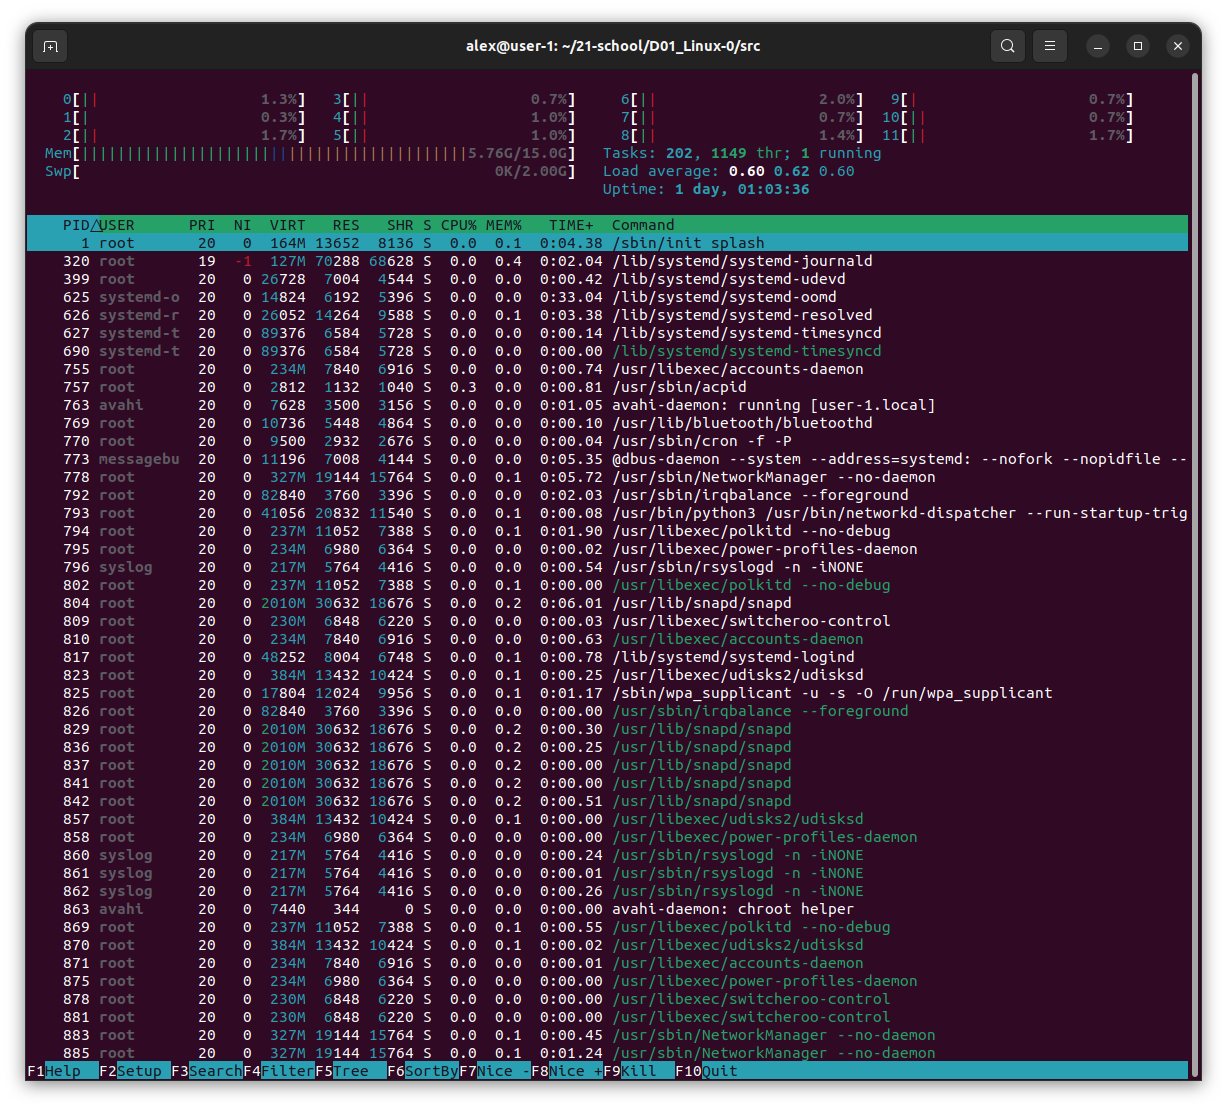 alex@user-1: ~/21-school/D01_Linux-0/src
0[|| 1.3%] 3[|| 0.7%] 6[|| 2.0%] 9[| 0.7%]
1[| 0.3%] 4[|| 1.0%] 7[|| 0.7%] 10[|| 0.7%]
2[|| 1.7%] 5[|| 1.0%] 8[|| 1.4%] 11[|| 1.7%]
Mem[|||||||||||||||||||||||||||||||||||||||||||5.76G/15.0G] Tasks: 202, 1149 thr; 1 running
Swp[ 0K/2.00G] Load average: 0.60 0.62 0.60
Uptime: 1 day, 01:03:36
PID△USER PRI NI VIRT RES SHR S CPU% MEM% TIME+ Command
1 root 20 0 164M 13652 8136 S 0.0 0.1 0:04.38 /sbin/init splash
320 root 19 -1 127M 70288 68628 S 0.0 0.4 0:02.04 /lib/systemd/systemd-journald
399 root 20 0 26728 7004 4544 S 0.0 0.0 0:00.42 /lib/systemd/systemd-udevd
625 systemd-o 20 0 14824 6192 5396 S 0.0 0.0 0:33.04 /lib/systemd/systemd-oomd
626 systemd-r 20 0 26052 14264 9588 S 0.0 0.1 0:03.38 /lib/systemd/systemd-resolved
627 systemd-t 20 0 89376 6584 5728 S 0.0 0.0 0:00.14 /lib/systemd/systemd-timesyncd
690 systemd-t 20 0 89376 6584 5728 S 0.0 0.0 0:00.00 /lib/systemd/systemd-timesyncd
755 root 20 0 234M 7840 6916 S 0.0 0.0 0:00.74 /usr/libexec/accounts-daemon
757 root 20 0 2812 1132 1040 S 0.3 0.0 0:00.81 /usr/sbin/acpid
763 avahi 20 0 7628 3500 3156 S 0.0 0.0 0:01.05 avahi-daemon: running [user-1.local]
769 root 20 0 10736 5448 4864 S 0.0 0.0 0:00.10 /usr/lib/bluetooth/bluetoothd
770 root 20 0 9500 2932 2676 S 0.0 0.0 0:00.04 /usr/sbin/cron -f -P
773 messagebu 20 0 11196 7008 4144 S 0.0 0.0 0:05.35 @dbus-daemon --system --address=systemd: --nofork --nopidfile --
778 root 20 0 327M 19144 15764 S 0.0 0.1 0:05.72 /usr/sbin/NetworkManager --no-daemon
792 root 20 0 82840 3760 3396 S 0.0 0.0 0:02.03 /usr/sbin/irqbalance --foreground
793 root 20 0 41056 20832 11540 S 0.0 0.1 0:00.08 /usr/bin/python3 /usr/bin/networkd-dispatcher --run-startup-trig
794 root 20 0 237M 11052 7388 S 0.0 0.1 0:01.90 /usr/libexec/polkitd --no-debug
795 root 20 0 234M 6980 6364 S 0.0 0.0 0:00.02 /usr/libexec/power-profiles-daemon
796 syslog 20 0 217M 5764 4416 S 0.0 0.0 0:00.54 /usr/sbin/rsyslogd -n -iNONE
802 root 20 0 237M 11052 7388 S 0.0 0.1 0:00.00 /usr/libexec/polkitd --no-debug
804 root 20 0 2010M 30632 18676 S 0.0 0.2 0:06.01 /usr/lib/snapd/snapd
809 root 20 0 230M 6848 6220 S 0.0 0.0 0:00.03 /usr/libexec/switcheroo-control
810 root 20 0 234M 7840 6916 S 0.0 0.0 0:00.63 /usr/libexec/accounts-daemon
817 root 20 0 48252 8004 6748 S 0.0 0.1 0:00.78 /lib/systemd/systemd-logind
823 root 20 0 384M 13432 10424 S 0.0 0.1 0:00.25 /usr/libexec/udisks2/udisksd
825 root 20 0 17804 12024 9956 S 0.0 0.1 0:01.17 /sbin/wpa_supplicant -u -s -O /run/wpa_supplicant
826 root 20 0 82840 3760 3396 S 0.0 0.0 0:00.00 /usr/sbin/irqbalance --foreground
829 root 20 0 2010M 30632 18676 S 0.0 0.2 0:00.30 /usr/lib/snapd/snapd
836 root 20 0 2010M 30632 18676 S 0.0 0.2 0:00.25 /usr/lib/snapd/snapd
837 root 20 0 2010M 30632 18676 S 0.0 0.2 0:00.00 /usr/lib/snapd/snapd
841 root 20 0 2010M 30632 18676 S 0.0 0.2 0:00.00 /usr/lib/snapd/snapd
842 root 20 0 2010M 30632 18676 S 0.0 0.2 0:00.51 /usr/lib/snapd/snapd
857 root 20 0 384M 13432 10424 S 0.0 0.1 0:00.00 /usr/libexec/udisks2/udisksd
858 root 20 0 234M 6980 6364 S 0.0 0.0 0:00.00 /usr/libexec/power-profiles-daemon
860 syslog 20 0 217M 5764 4416 S 0.0 0.0 0:00.24 /usr/sbin/rsyslogd -n -iNONE
861 syslog 20 0 217M 5764 4416 S 0.0 0.0 0:00.01 /usr/sbin/rsyslogd -n -iNONE
862 syslog 20 0 217M 5764 4416 S 0.0 0.0 0:00.26 /usr/sbin/rsyslogd -n -iNONE
863 avahi 20 0 7440 344 0 S 0.0 0.0 0:00.00 avahi-daemon: chroot helper
869 root 20 0 237M 11052 7388 S 0.0 0.1 0:00.55 /usr/libexec/polkitd --no-debug
870 root 20 0 384M 13432 10424 S 0.0 0.1 0:00.02 /usr/libexec/udisks2/udisksd
871 root 20 0 234M 7840 6916 S 0.0 0.0 0:00.01 /usr/libexec/accounts-daemon
875 root 20 0 234M 6980 6364 S 0.0 0.0 0:00.00 /usr/libexec/power-profiles-daemon
878 root 20 0 230M 6848 6220 S 0.0 0.0 0:00.00 /usr/libexec/switcheroo-control
881 root 20 0 230M 6848 6220 S 0.0 0.0 0:00.00 /usr/libexec/switcheroo-control
883 root 20 0 327M 19144 15764 S 0.0 0.1 0:00.45 /usr/sbin/NetworkManager --no-daemon
885 root 20 0 327M 19144 15764 S 0.0 0.1 0:01.24 /usr/sbin/NetworkManager --no-daemon
F1Help F2Setup F3SearchF4FilterF5Tree F6SortByF7Nice -F8Nice +F9Kill F10Quit